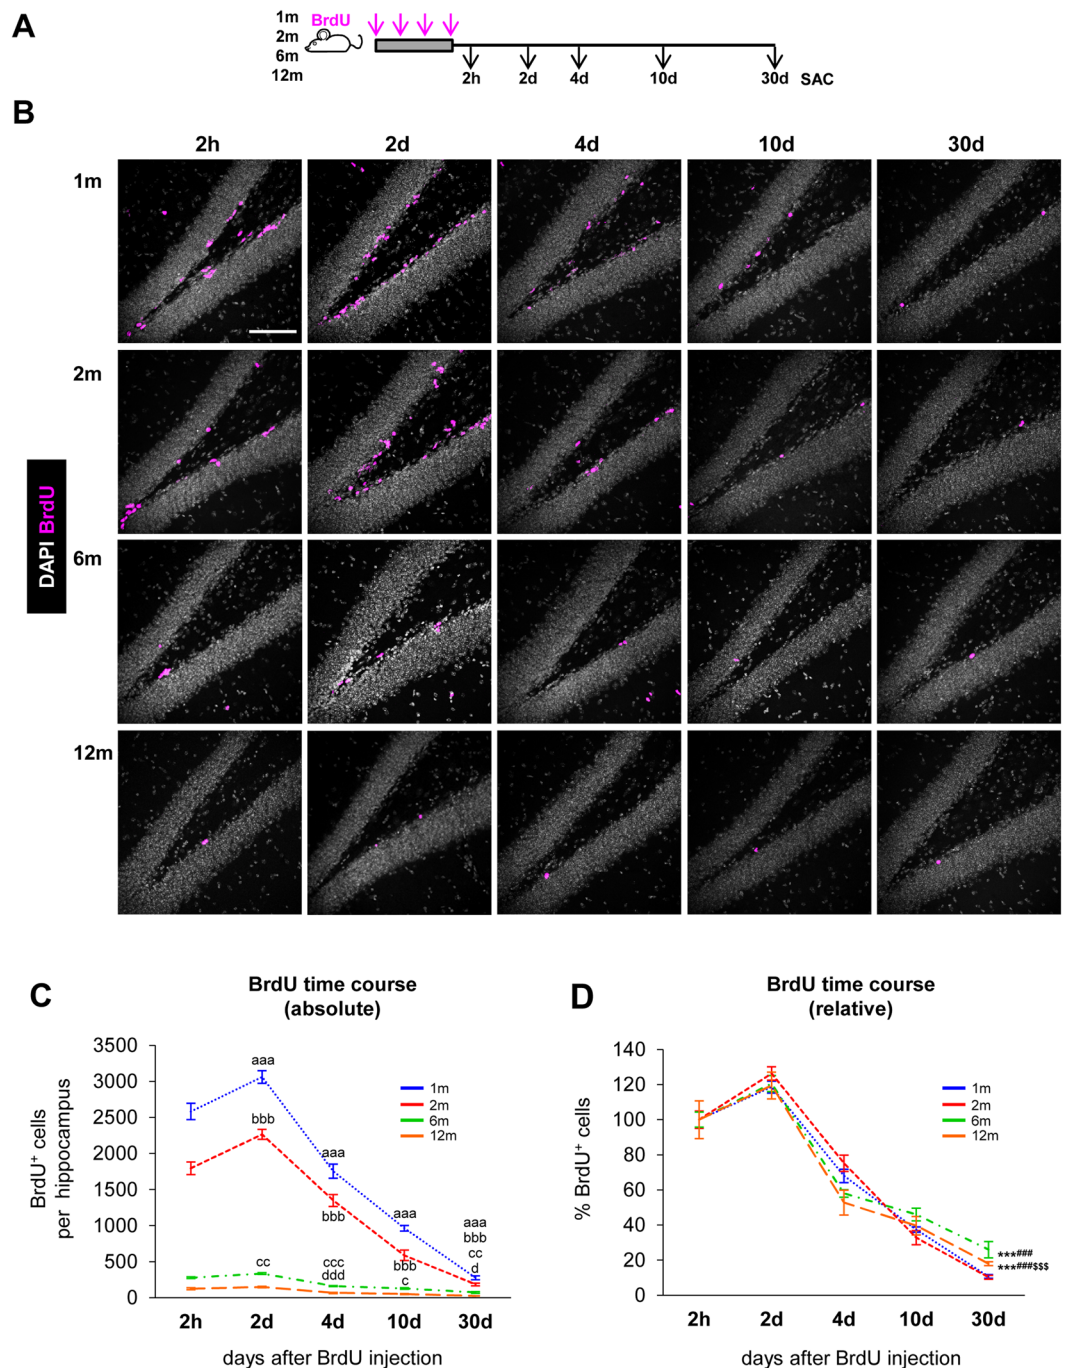 A
1m
2m
6m
12m
BrdU
2h 2d 4d 10d 30d SAC
B
2h 2d 4d 10d 30d
1m
2m
6m
12m
DAPI BrdU
C
BrdU time course
(absolute)
BrdU+ cells
per hippocampus
3500
3000
2500
2000
1500
1000
500
0
aaa
bbb
aaa
bbb
aaa
bbb
c
cc
ccc
ddd
aaa
bbb
cc
d
1m
2m
6m
12m
2h 2d 4d 10d 30d
days after BrdU injection
D
BrdU time course
(relative)
% BrdU+ cells
140
120
100
80
60
40
20
0
1m
2m
6m
12m
***###
***###$$$
2h 2d 4d 10d 30d
days after BrdU injection